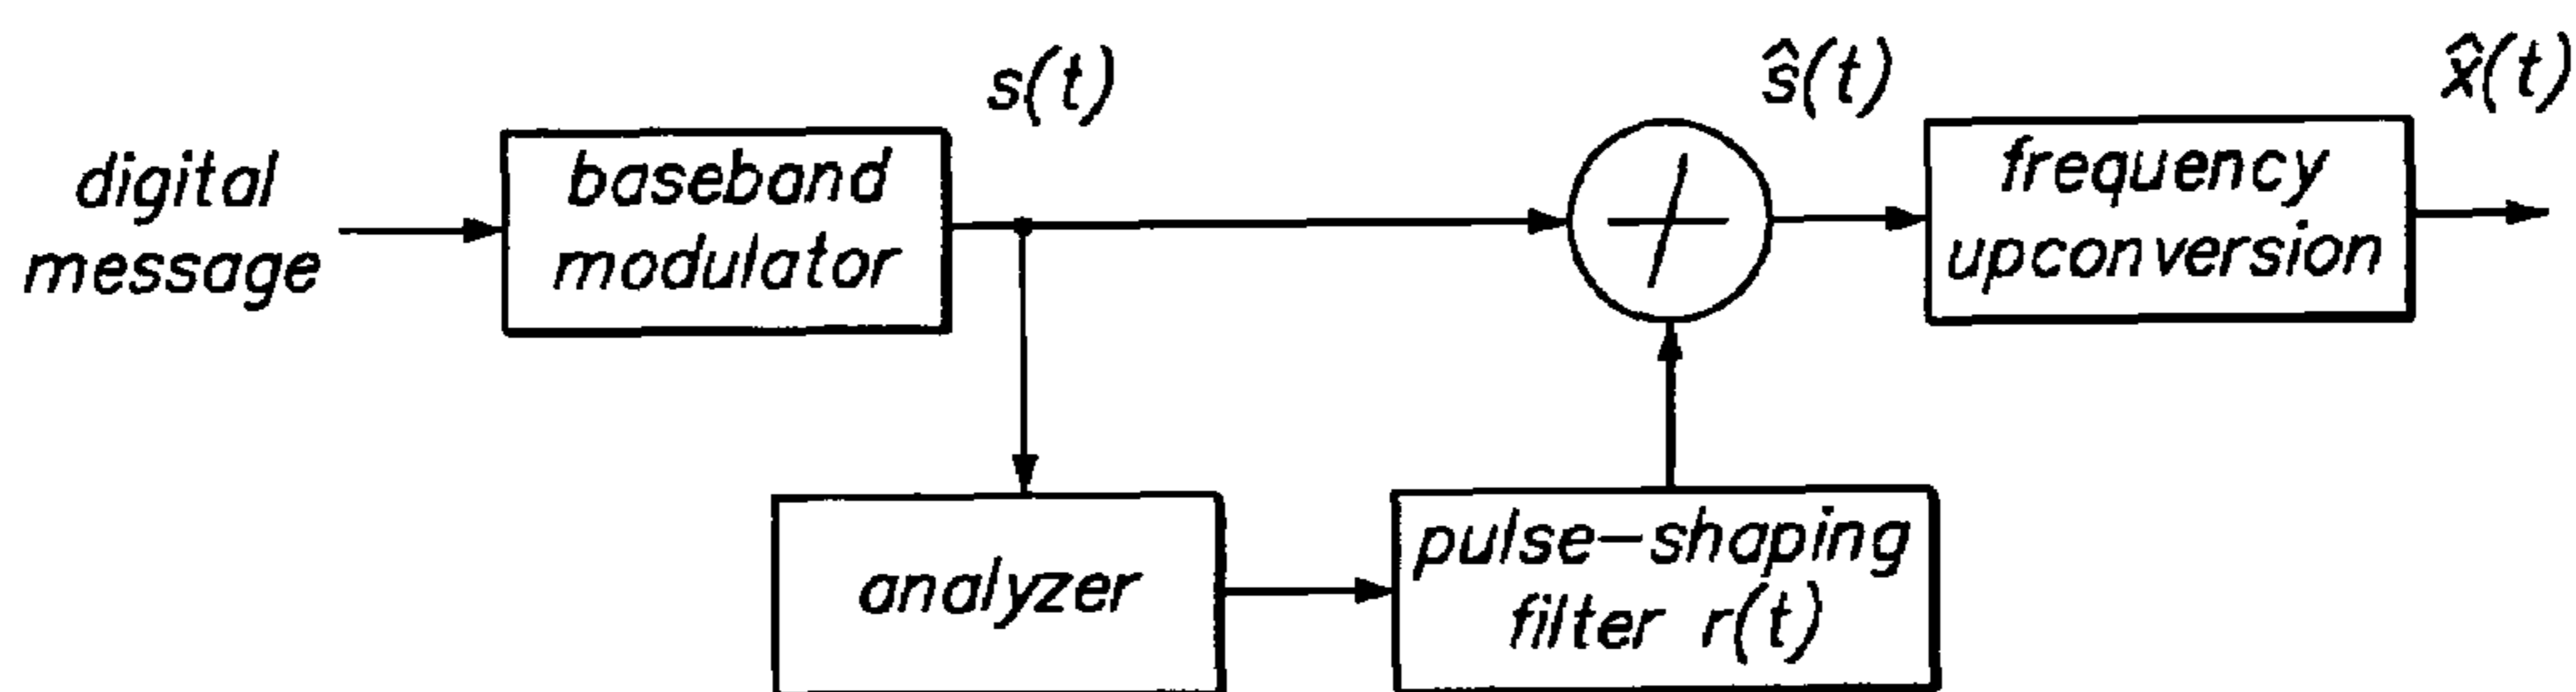 s(t)
ŝ(t)
x̂(t)
digital
message
baseband
modulator
frequency
upconversion
analyzer
pulse-shaping
filter r(t)